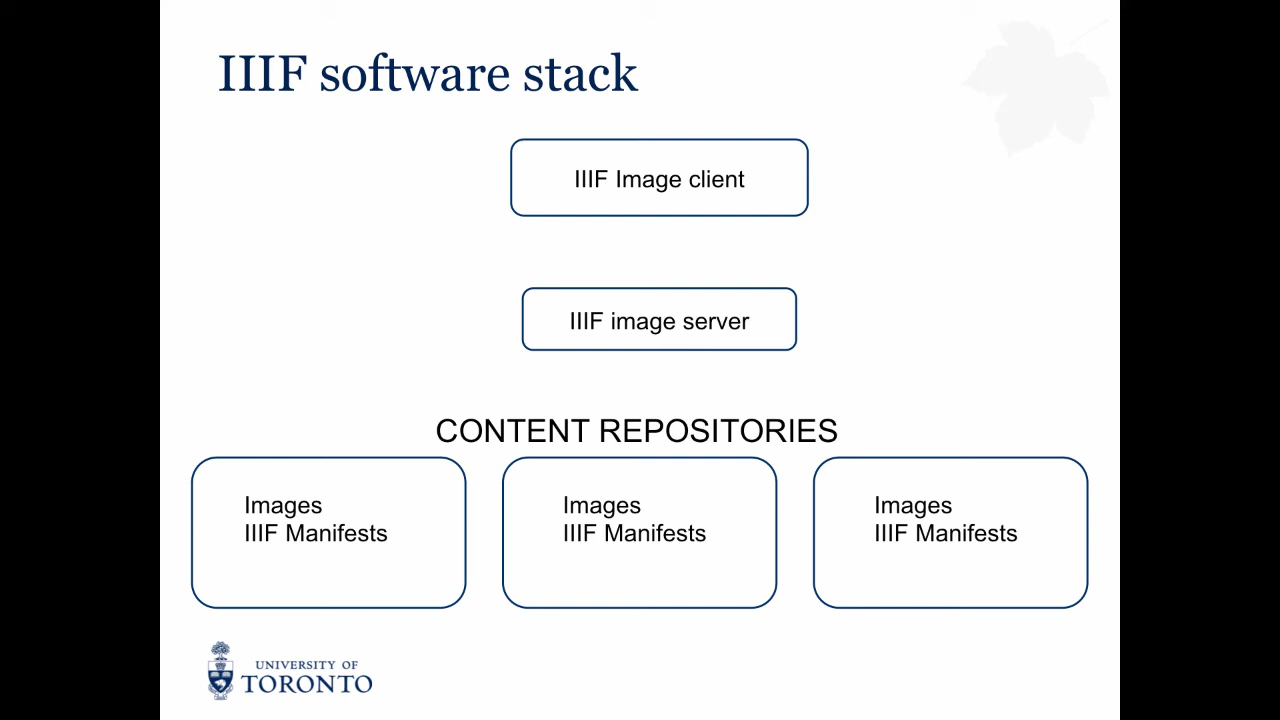 IIIF software stack
IIIF Image client
IIIF image server
CONTENT REPOSITORIES
Images
IIIF Manifests
Images
IIIF Manifests
Images
IIIF Manifests
UNIVERSITY OF
TORONTO